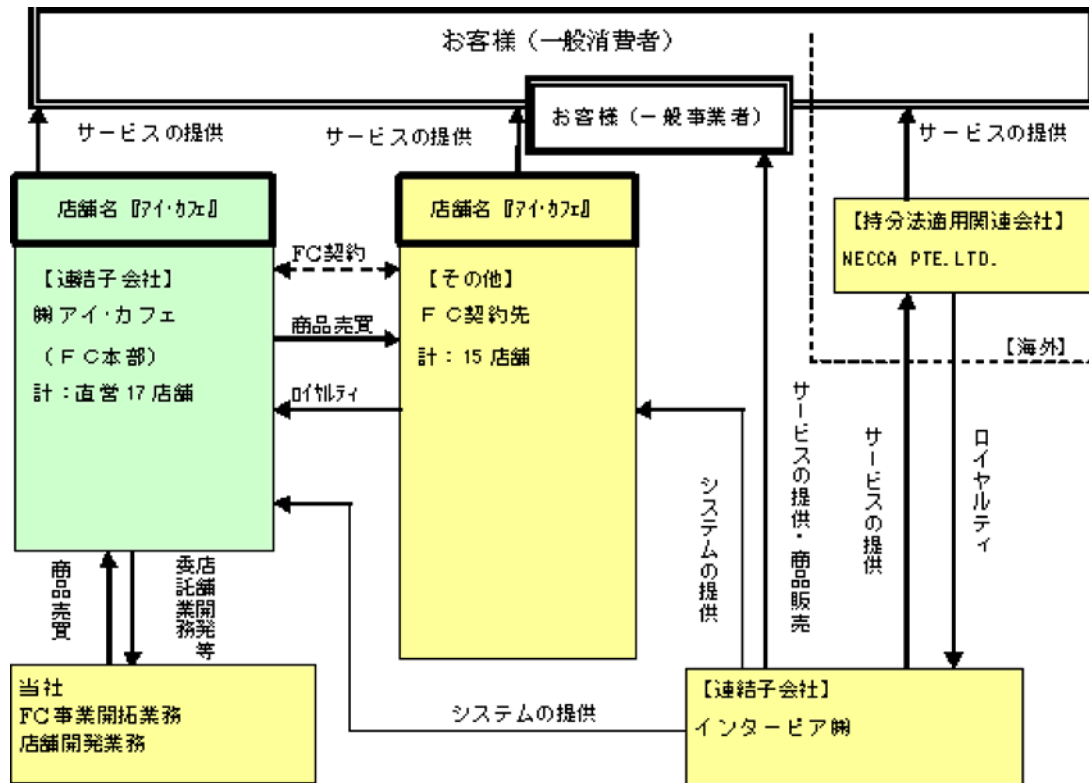 お客様（一般消費者）
お客様（一般事業者）
サービスの提供
サービスの提供
サービスの提供
店舗名『アイ・カフェ』
【連結子会社】
㈱アイ・カフェ
（ＦＣ本部）
計：直営17店舗
FC契約
商品売買
ロイヤルティ
店舗名『アイ・カフェ』
【その他】
ＦＣ契約先
計：15店舗
【持分法適用関連会社】
NECCA PTE.LTD.
【海外】
システムの提供
サービスの提供・商品販売
サービスの提供
ロイヤルティ
商品売買
店舗開発等
委託業務
当社
FC事業開拓業務
店舗開発業務
システムの提供
【連結子会社】
インターピア㈱